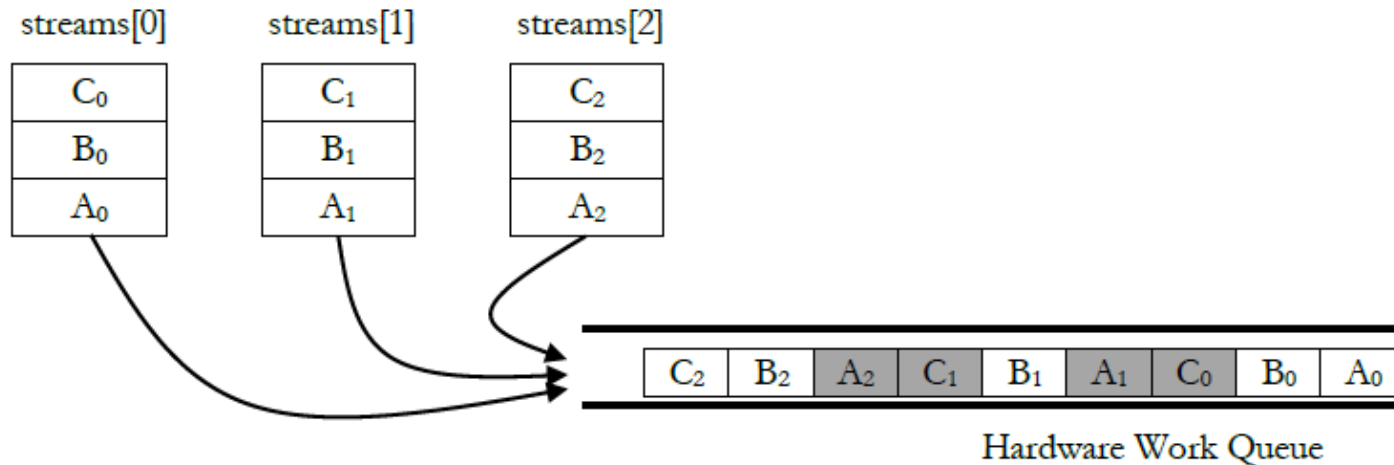 streams[0] streams[1] streams[2]
C₀ C₁ C₂
B₀ B₁ B₂
A₀ A₁ A₂
C₂ B₂ A₂ C₁ B₁ A₁ C₀ B₀ A₀
Hardware Work Queue